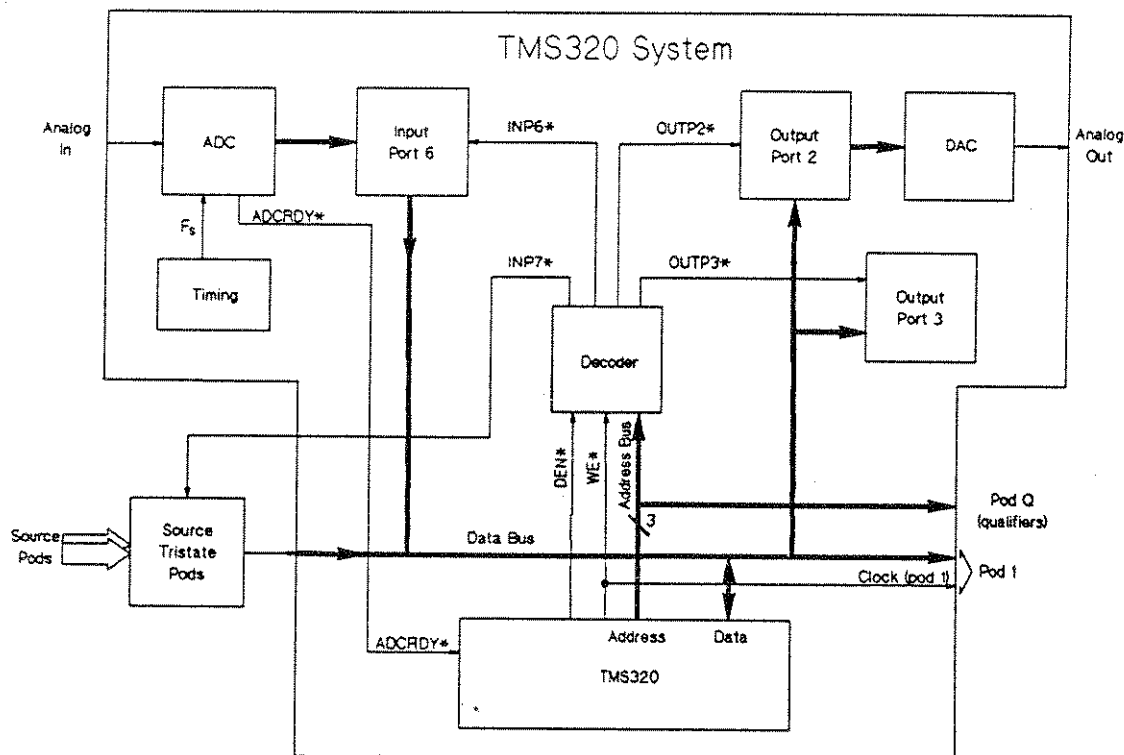 TMS320 System
Analog
In
ADC
Input
Port 6
INP6*
OUTP2*
Output
Port 2
DAC
Analog
Out
Fs
ADCRDY*
Timing
INP7*
OUTP3*
Output
Port 3
Decoder
DEN*
WE*
Address Bus
3
Source
Pods
Source
Tristate
Pods
Data Bus
Pod Q
(qualifiers)
Clock (pod 1)
Pod 1
ADCRDY*
Address
Data
TMS320